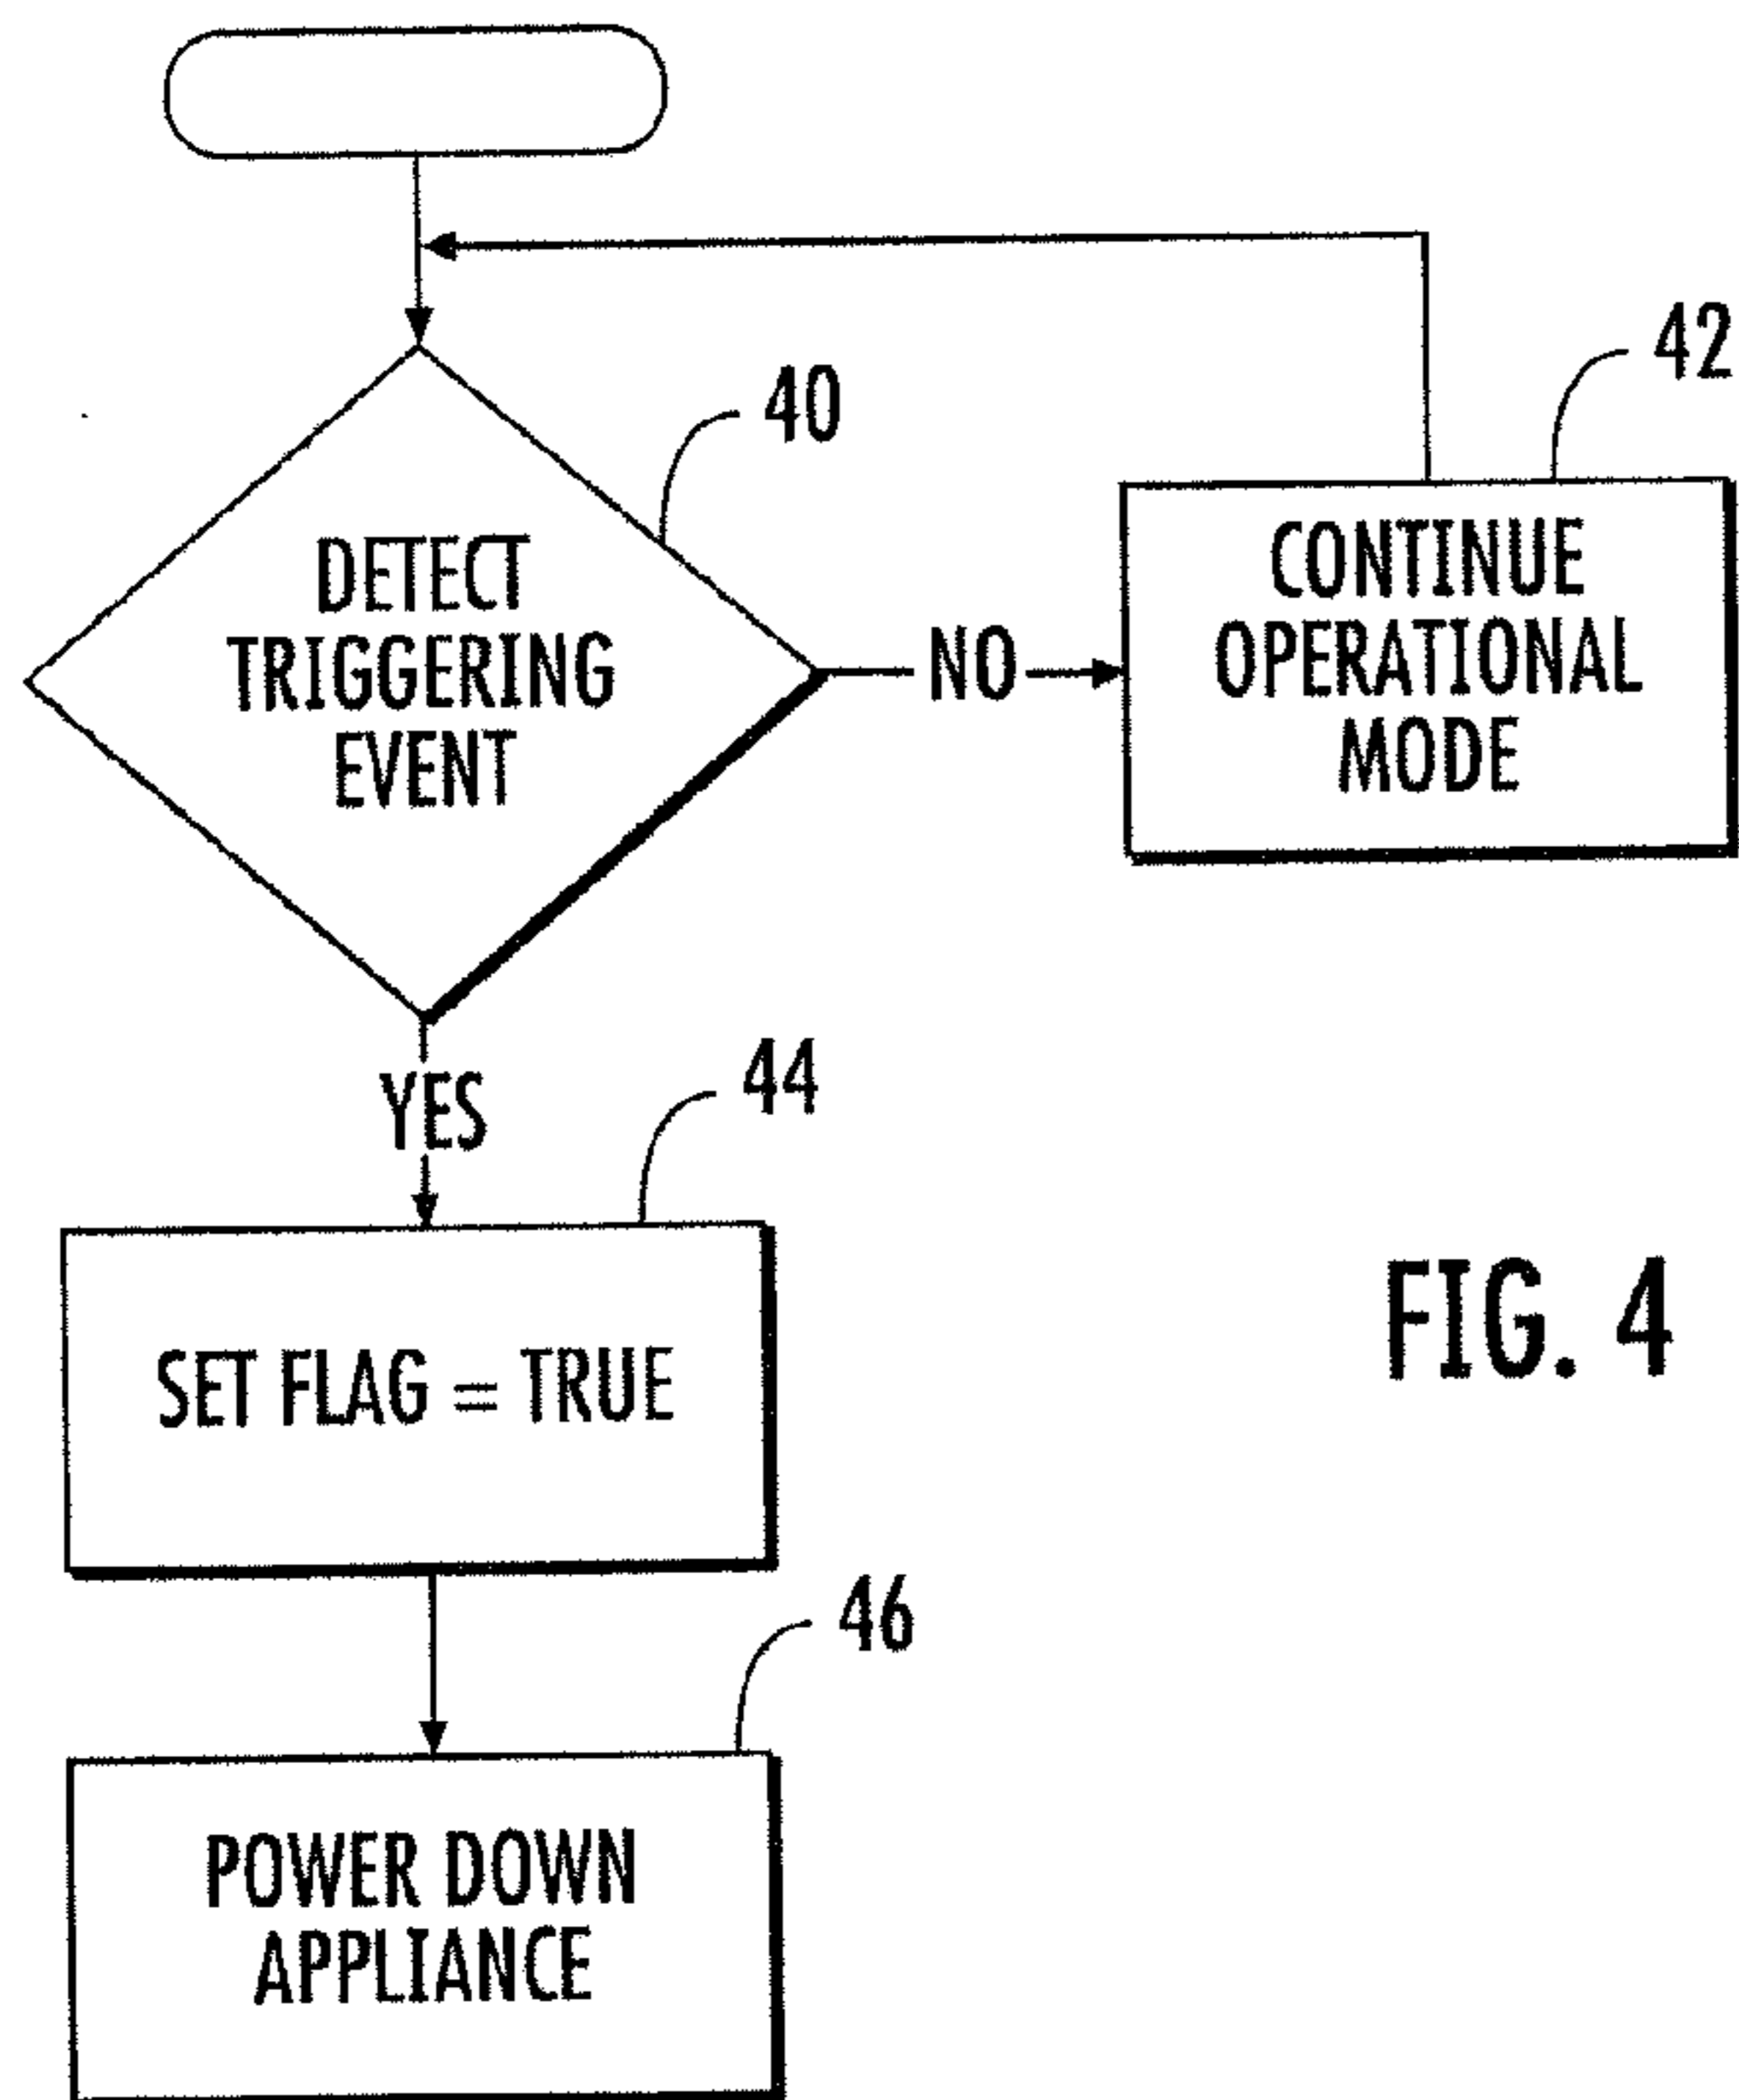 40
42
DETECT
TRIGGERING
EVENT
NO
CONTINUE
OPERATIONAL
MODE
YES
44
SET FLAG = TRUE
FIG. 4
46
POWER DOWN
APPLIANCE